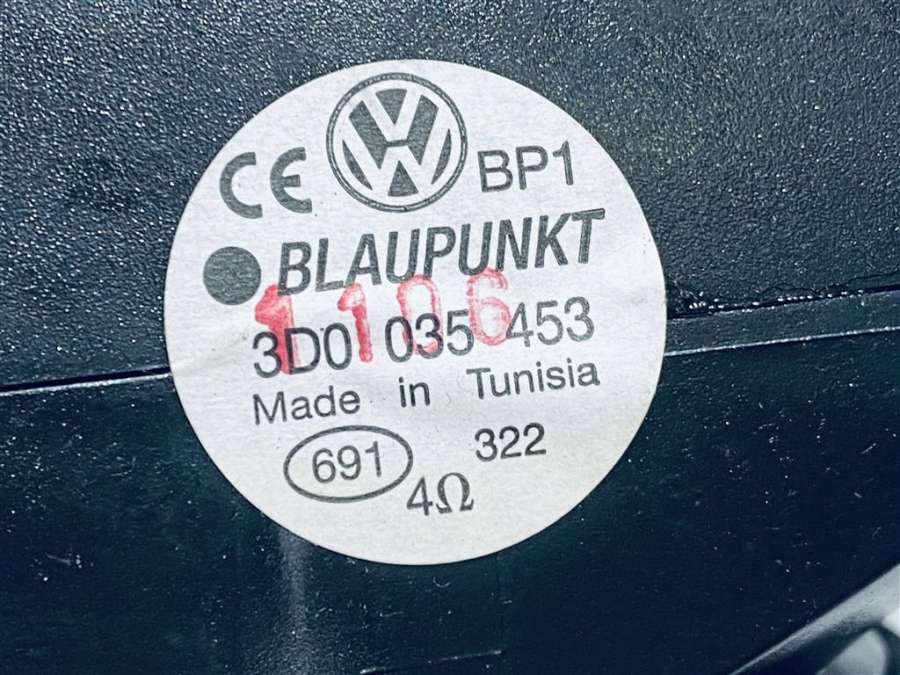 CE BP1
BLAUPUNKT
1106
3D0 035 453
Made in Tunisia
691 322
4Ω